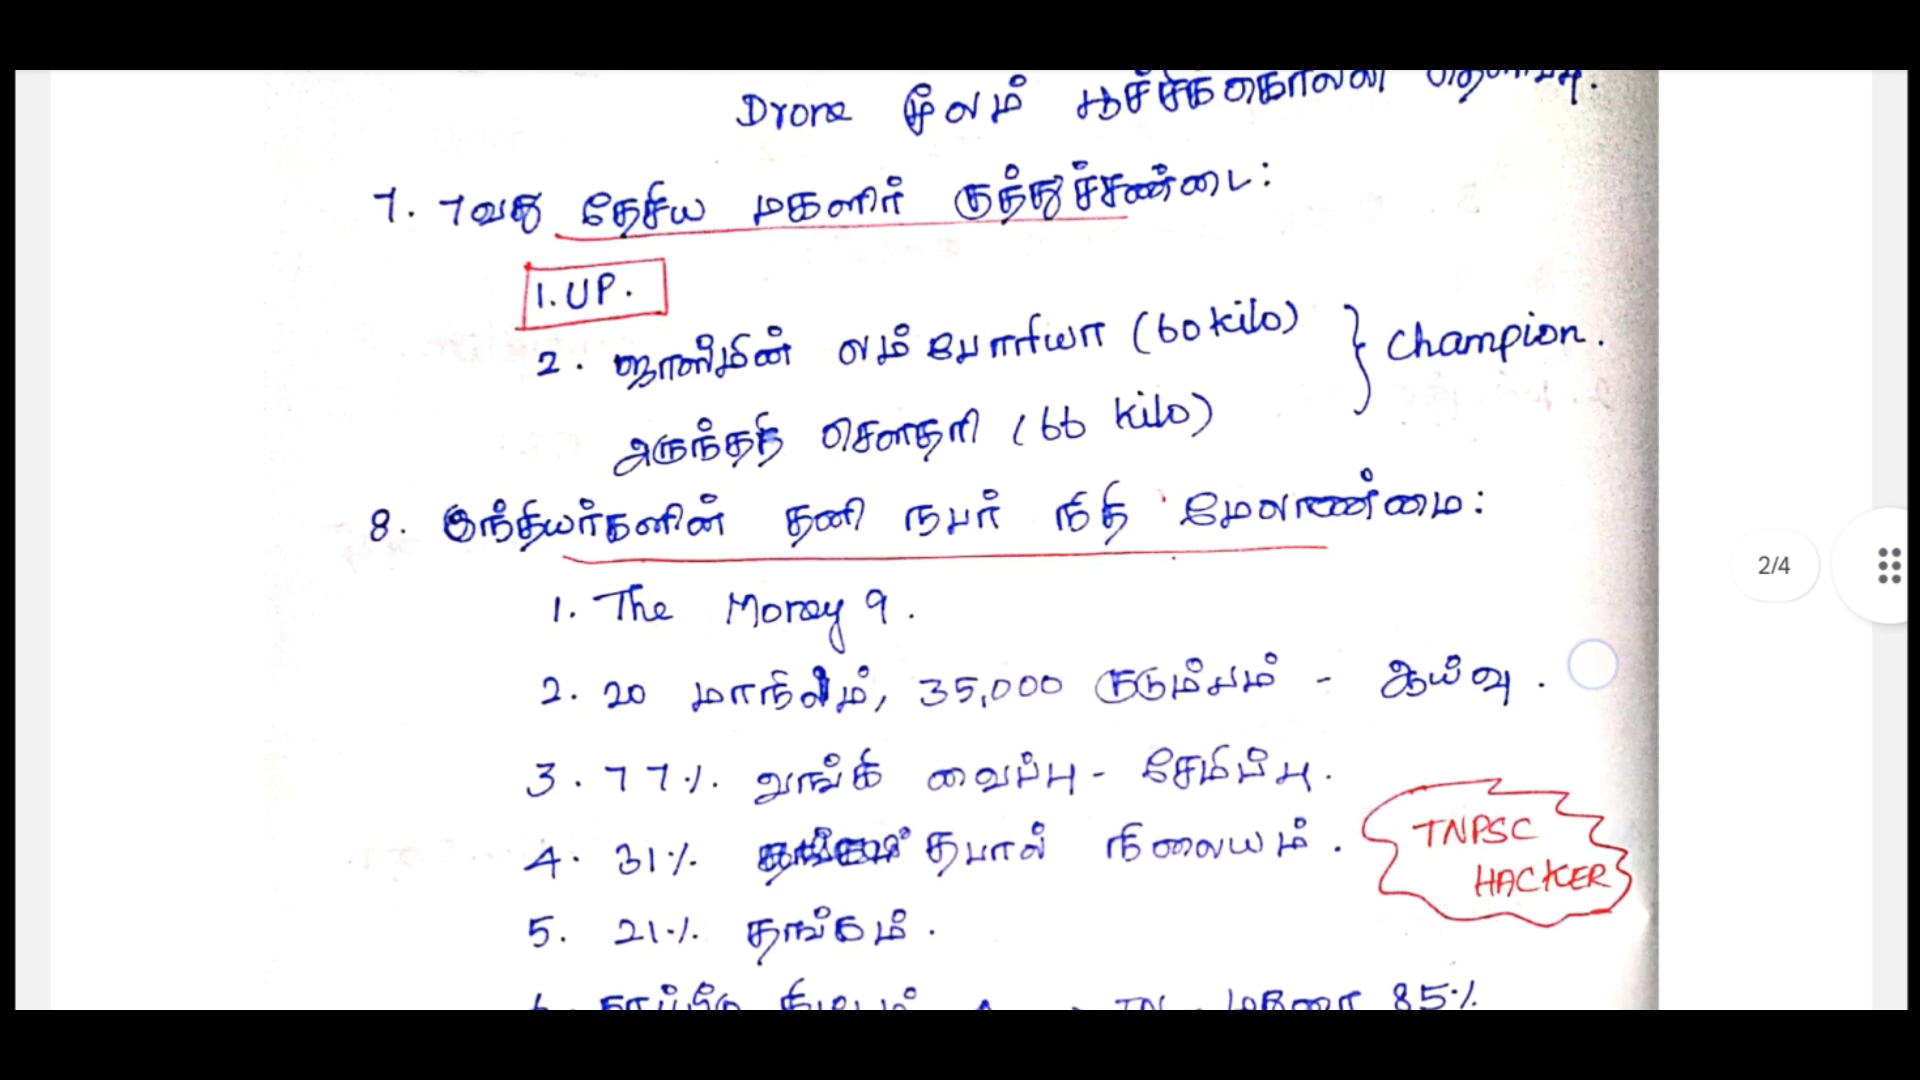 Drone மூலம் பூச்சிக்கொல்லி தெளிப்பு.
7. 7வது தேசிய மகளிர் குத்துச்சண்டை:
1. UP.
2. ஜாஸ்மின் லம்போரியா (60 kilo)
} Champion.
அருந்ததி சௌதரி (66 kilo)
8. இந்தியர்களின் தனி நபர் நிதி மேலாண்மை:
1. The Money 9.
2. 20 மாநிலம், 35,000 குடும்பம் - ஆய்வு.
2/4
3. 77%. வங்கி வைப்பு - சேமிப்பு.
4. 31% தபால் நிலையம்.
TNPSC
HACKER
5. 21%. தங்கம்.
85%.